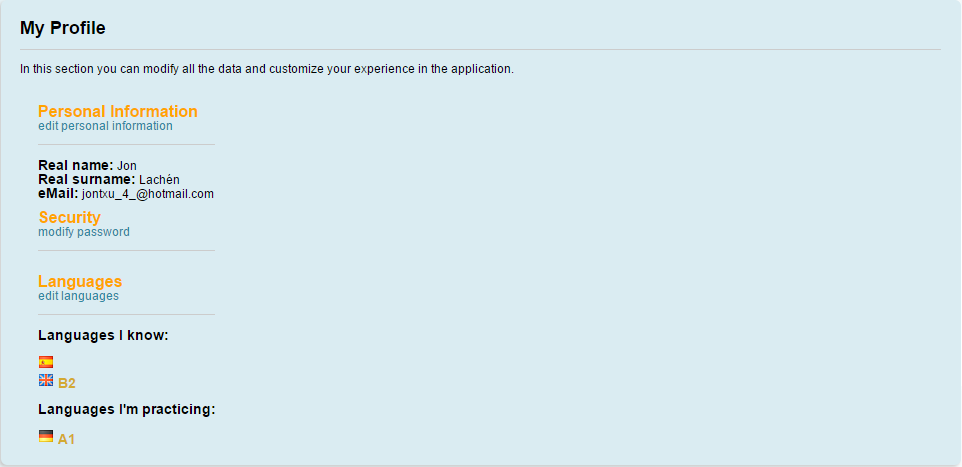 My Profile
In this section you can modify all the data and customize your experience in the application.
Personal Information
edit personal information
Real name: Jon
Real surname: Lachén
eMail: jontxu_4_@hotmail.com
Security
modify password
Languages
edit languages
Languages I know:
B2
Languages I'm practicing:
A1